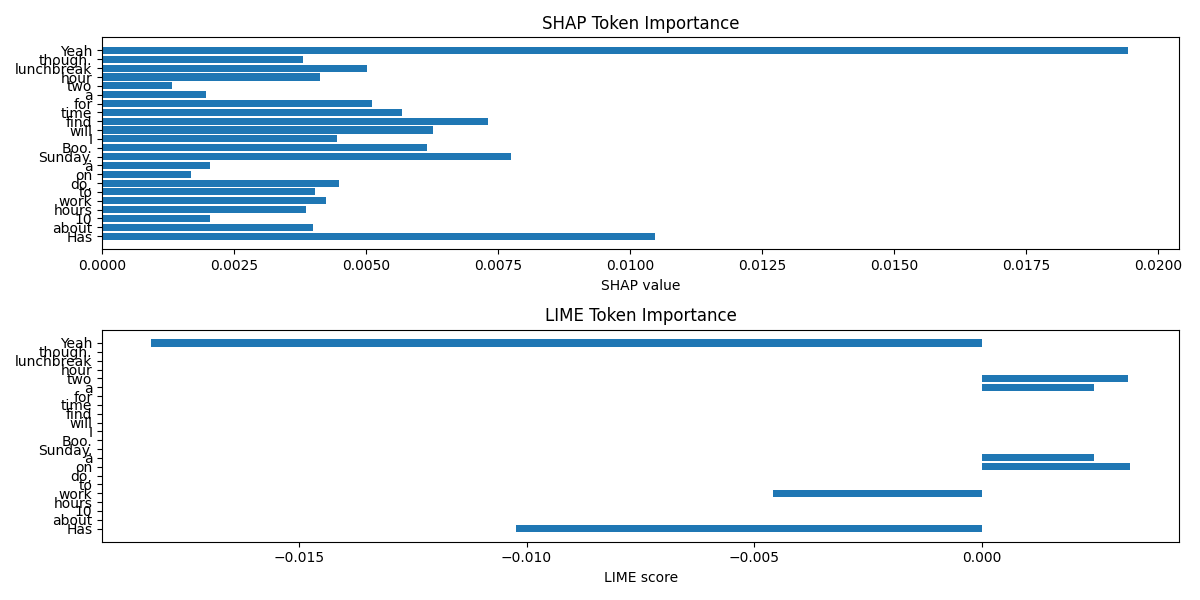 SHAP Token Importance
Yeah
though.
lunchbreak
hour
two
a
for
time
find
will
I
Boo.
Sunday.
a
on
do.
to
work
hours
10
about
Has
0.0000 0.0025 0.0050 0.0075 0.0100 0.0125 0.0150 0.0175 0.0200
SHAP value
LIME Token Importance
Yeah
though.
lunchbreak
hour
two
a
for
time
find
will
I
Boo.
Sunday.
a
on
do.
to
work
hours
10
about
Has
−0.015 −0.010 −0.005 0.000
LIME score